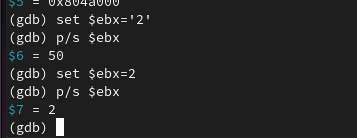 $5 = 0x804a000
(gdb) set $ebx='2'
(gdb) p/s $ebx
$6 = 50
(gdb) set $ebx=2
(gdb) p/s $ebx
$7 = 2
(gdb)